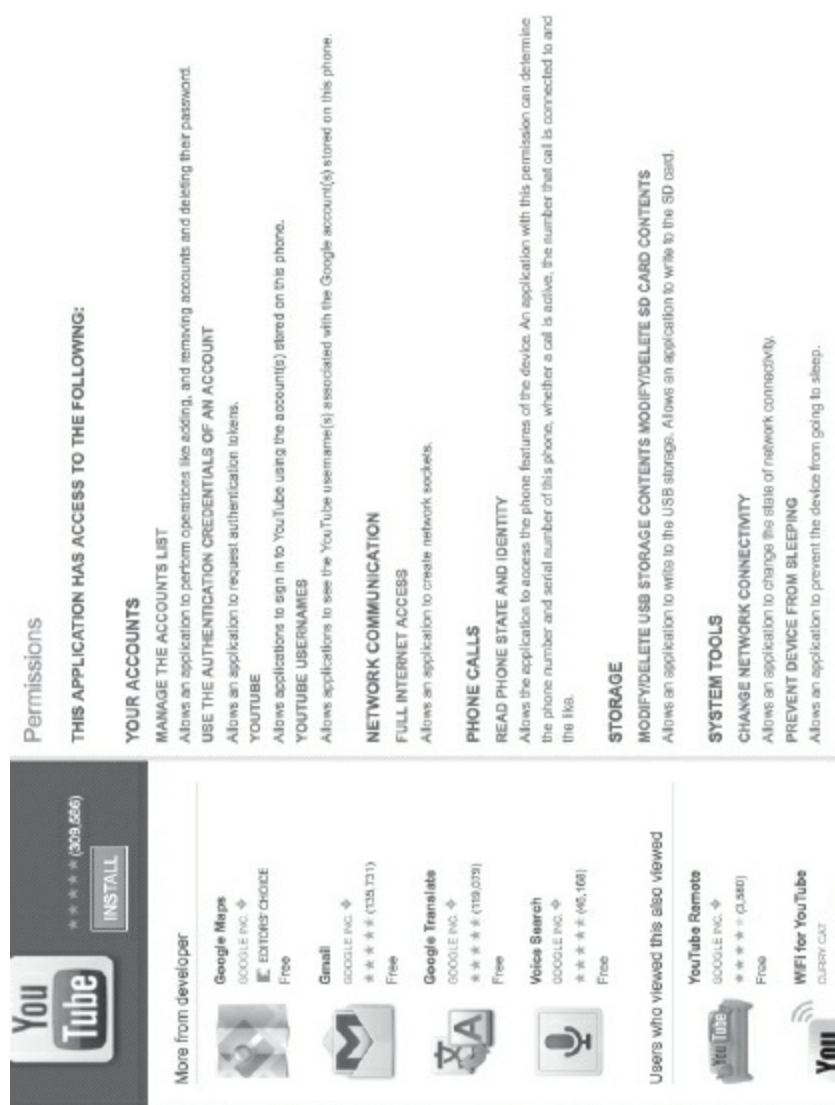 You
Tube
(309,586)
INSTALL
More from developer
Google Maps
GOOGLE INC.
EDITORS' CHOICE
Free
Gmail
GOOGLE INC.
(135,731)
Free
Google Translate
GOOGLE INC.
(119,079)
Free
Voice Search
GOOGLE INC.
(46,168)
Free
Users who viewed this also viewed
YouTube Remote
GOOGLE INC.
(3,580)
Free
WiFi for YouTube
CURRY CAT
You
Permissions
THIS APPLICATION HAS ACCESS TO THE FOLLOWNG:
YOUR ACCOUNTS
MANAGE THE ACCOUNTS LIST
Allows an application to perform operations like adding, and removing accounts and deleting their password.
USE THE AUTHENTICATION CREDENTIALS OF AN ACCOUNT
Allows an application to request authentication tokens.
YOUTUBE
Allows applications to sign in to YouTube using the account(s) stored on this phone.
YOUTUBE USERNAMES
Allows applications to see the YouTube username(s) associated with the Google account(s) stored on this phone.
NETWORK COMMUNICATION
FULL INTERNET ACCESS
Allows an application to create network sockets.
PHONE CALLS
READ PHONE STATE AND IDENTITY
Allows the application to access the phone features of the device. An application with this permission can determine
the phone number and serial number of this phone, whether a call is active, the number that call is connected to and
the like.
STORAGE
MODIFY/DELETE USB STORAGE CONTENTS MODIFY/DELETE SD CARD CONTENTS
Allows an application to write to the USB storage. Allows an application to write to the SD card.
SYSTEM TOOLS
CHANGE NETWORK CONNECTIVITY
Allows an application to change the state of network connectivity.
PREVENT DEVICE FROM SLEEPING
Allows an application to prevent the device from going to sleep.